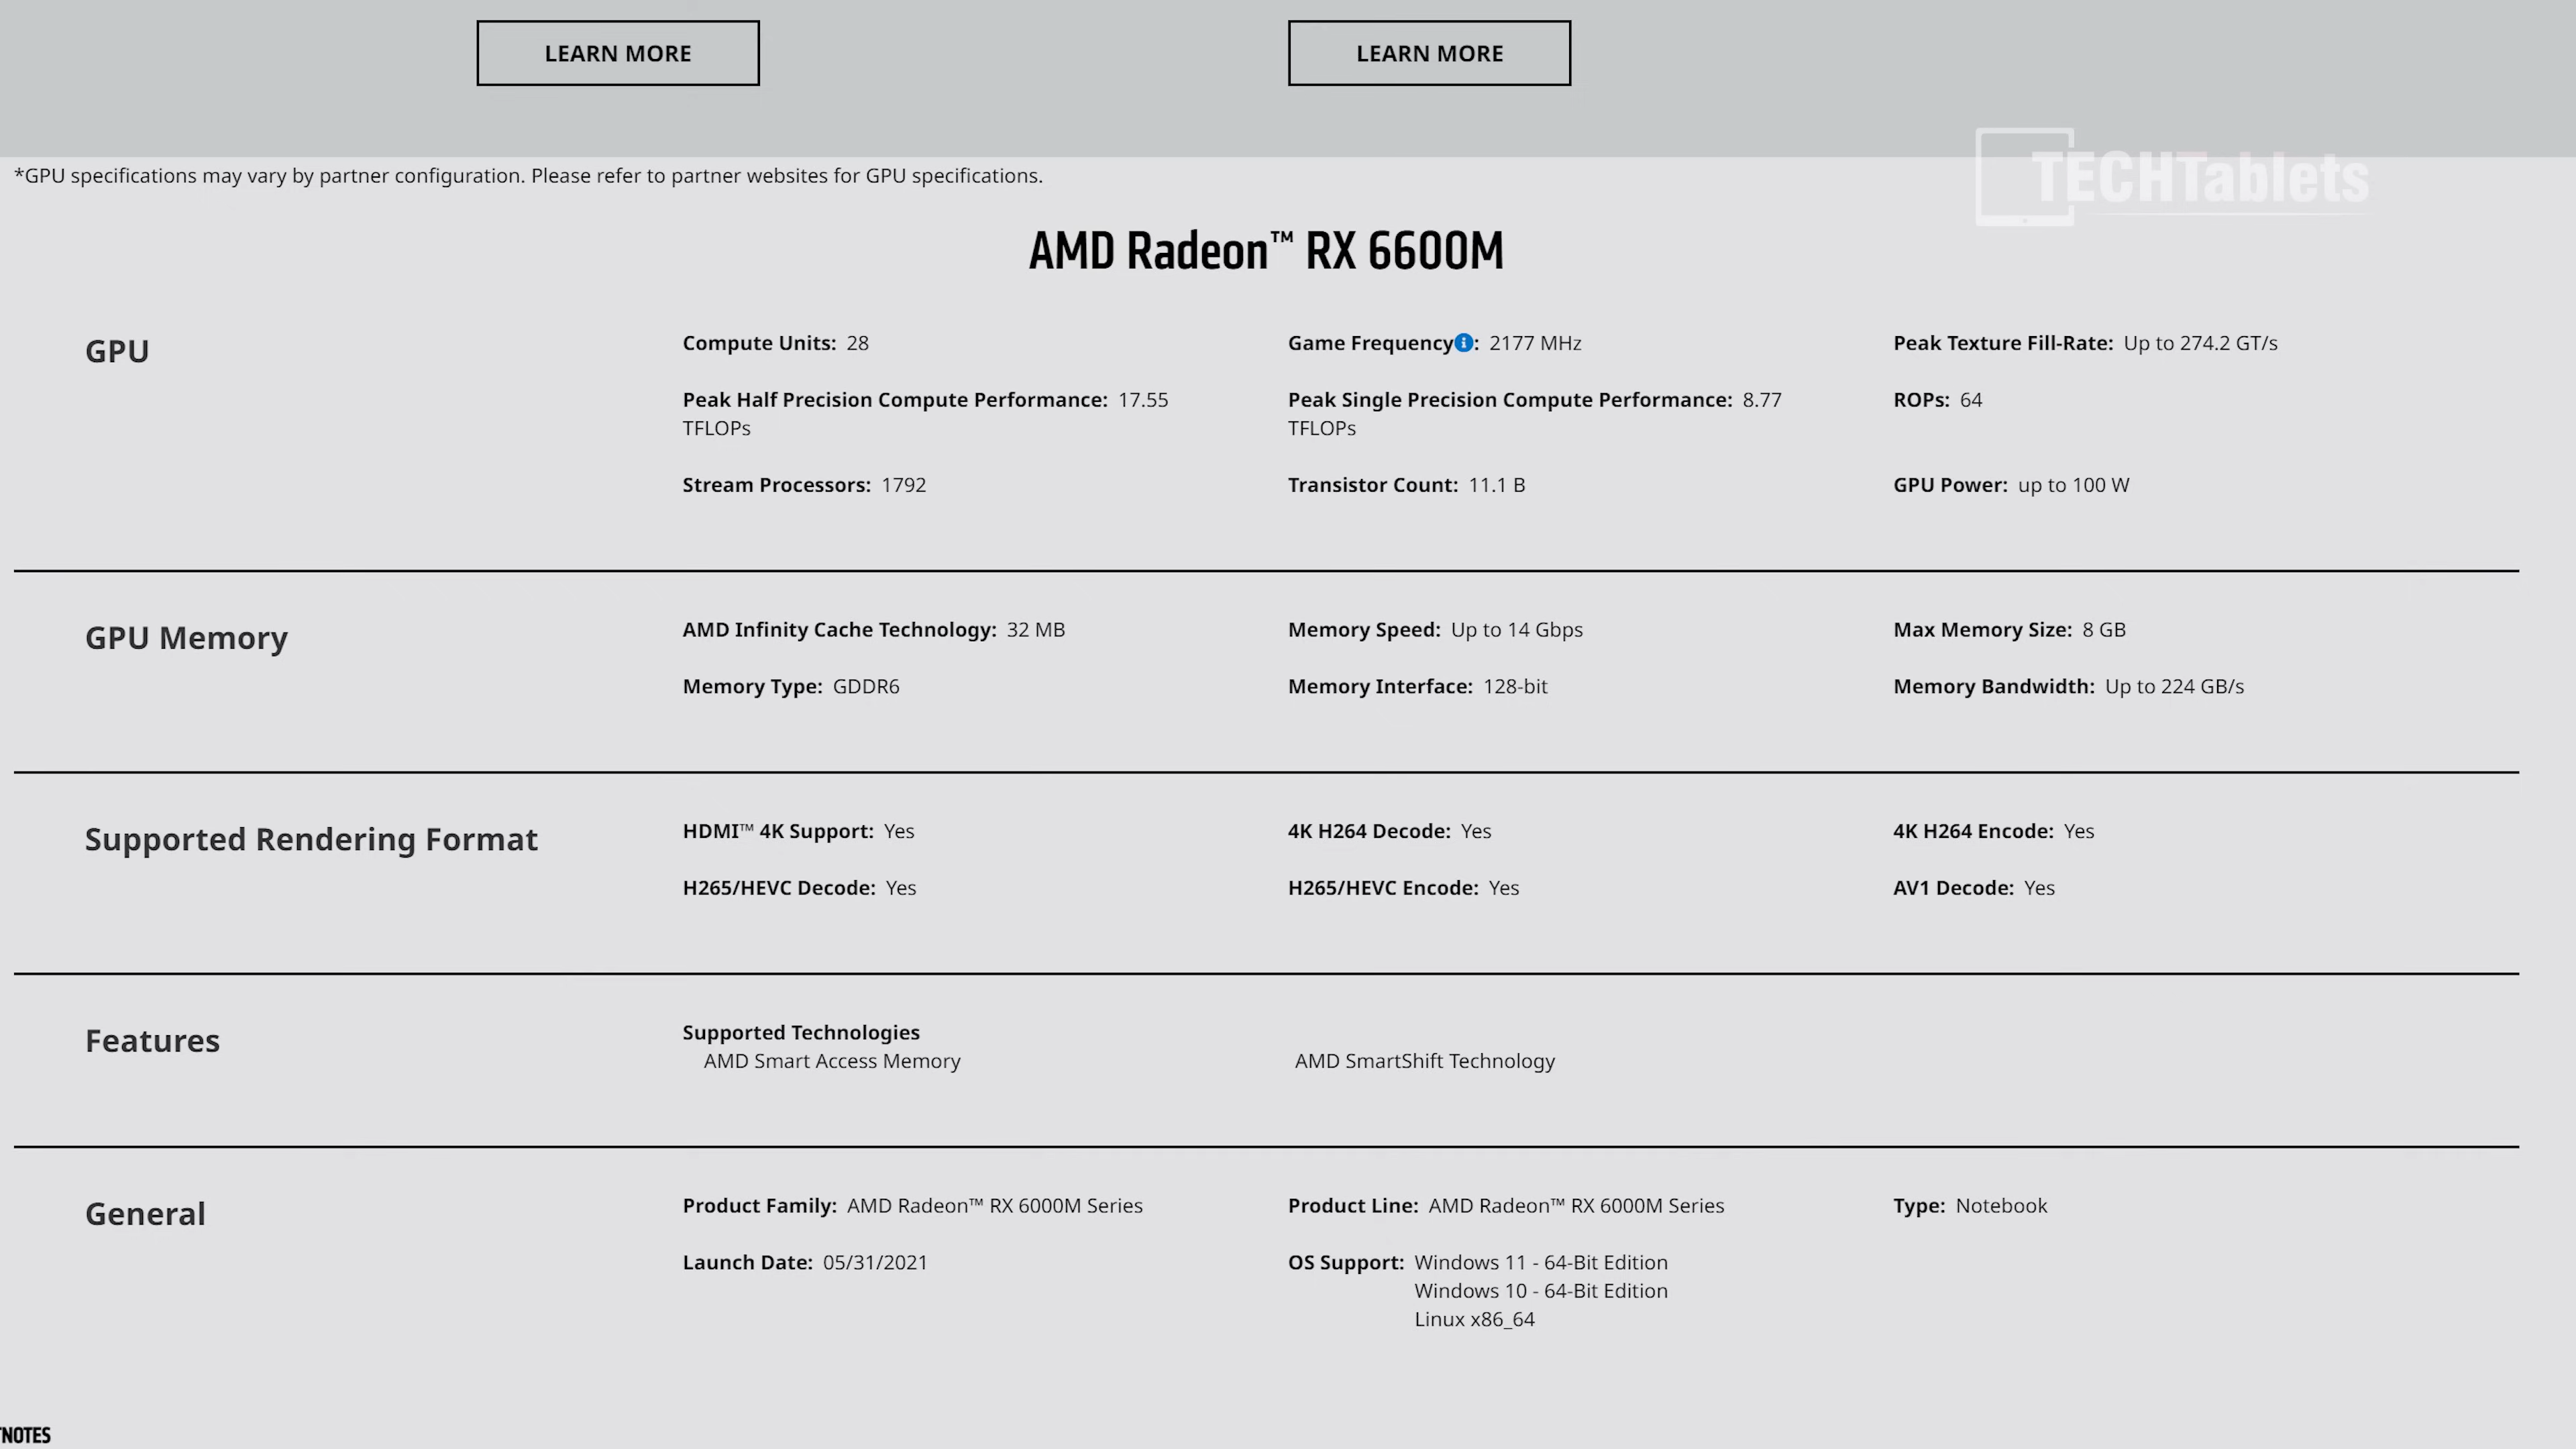 LEARN MORE
LEARN MORE
*GPU specifications may vary by partner configuration. Please refer to partner websites for GPU specifications.
TECHTablets
AMD Radeon™ RX 6600M
GPU
Compute Units: 28
Game Frequency: 2177 MHz
Peak Texture Fill-Rate: Up to 274.2 GT/s
Peak Half Precision Compute Performance: 17.55
TFLOPs
Peak Single Precision Compute Performance: 8.77
TFLOPs
ROPs: 64
Stream Processors: 1792
Transistor Count: 11.1 B
GPU Power: up to 100 W
GPU Memory
AMD Infinity Cache Technology: 32 MB
Memory Speed: Up to 14 Gbps
Max Memory Size: 8 GB
Memory Type: GDDR6
Memory Interface: 128-bit
Memory Bandwidth: Up to 224 GB/s
Supported Rendering Format
HDMI™ 4K Support: Yes
4K H264 Decode: Yes
4K H264 Encode: Yes
H265/HEVC Decode: Yes
H265/HEVC Encode: Yes
AV1 Decode: Yes
Features
Supported Technologies
AMD Smart Access Memory
AMD SmartShift Technology
General
Product Family: AMD Radeon™ RX 6000M Series
Product Line: AMD Radeon™ RX 6000M Series
Type: Notebook
Launch Date: 05/31/2021
OS Support: Windows 11 - 64-Bit Edition
Windows 10 - 64-Bit Edition
Linux x86_64
TNOTES